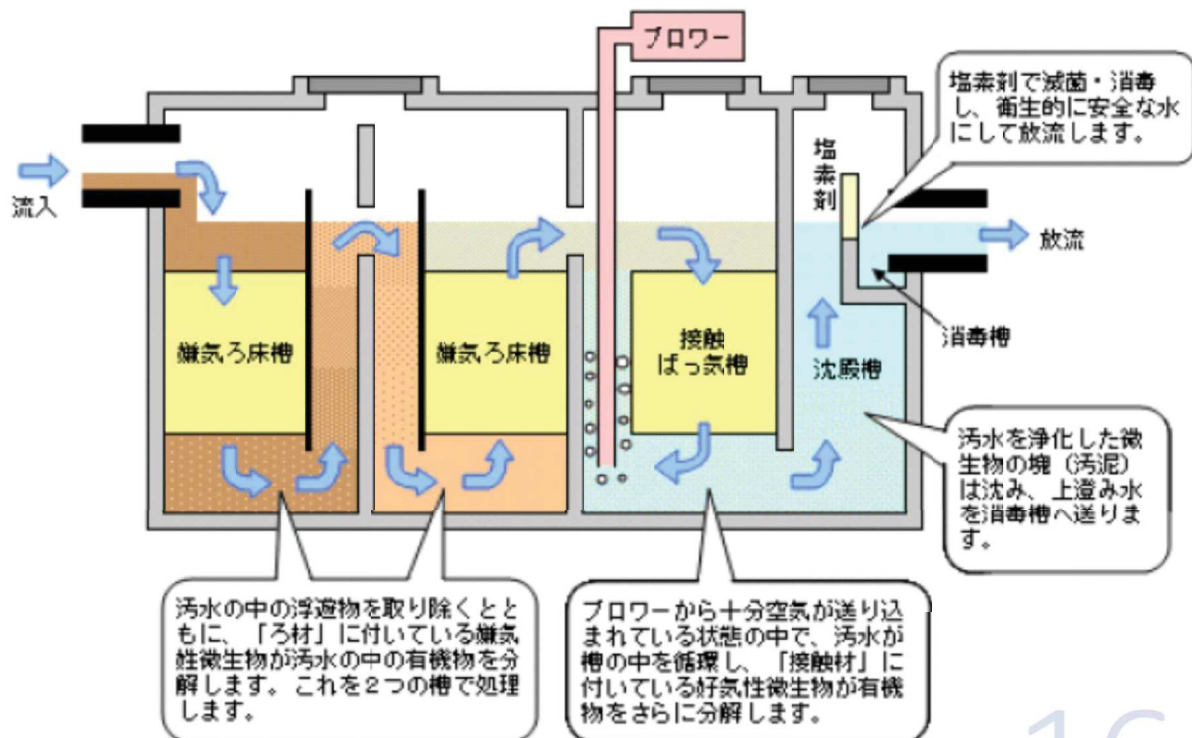 ブロワー
塩素剤で滅菌・消毒
し、衛生的に安全な水
にして放流します。
塩素剤
流入
放流
嫌気ろ床槽
嫌気ろ床槽
接触
ばっ気槽
沈殿槽
消毒槽
汚水を浄化した微
生物の塊（汚泥）
は沈み、上澄み水
を消毒槽へ送りま
す。
汚水の中の浮遊物を取り除くとと
もに、「ろ材」に付いている嫌気
性微生物が汚水の中の有機物を分
解します。これを２つの槽で処理
します。
ブロワーから十分空気が送り込
まれている状態の中で、汚水が
槽の中を循環し、「接触材」に
付いている好気性微生物が有機
物をさらに分解します。
16